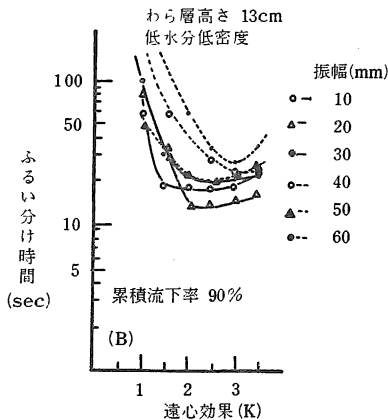 わら層高さ 13cm
低水分低密度
振幅(mm)
10
20
30
40
50
60
100
50
10
5
ふるい分け時間
(sec)
累積流下率 90%
(B)
1 2 3
遠心効果(K)